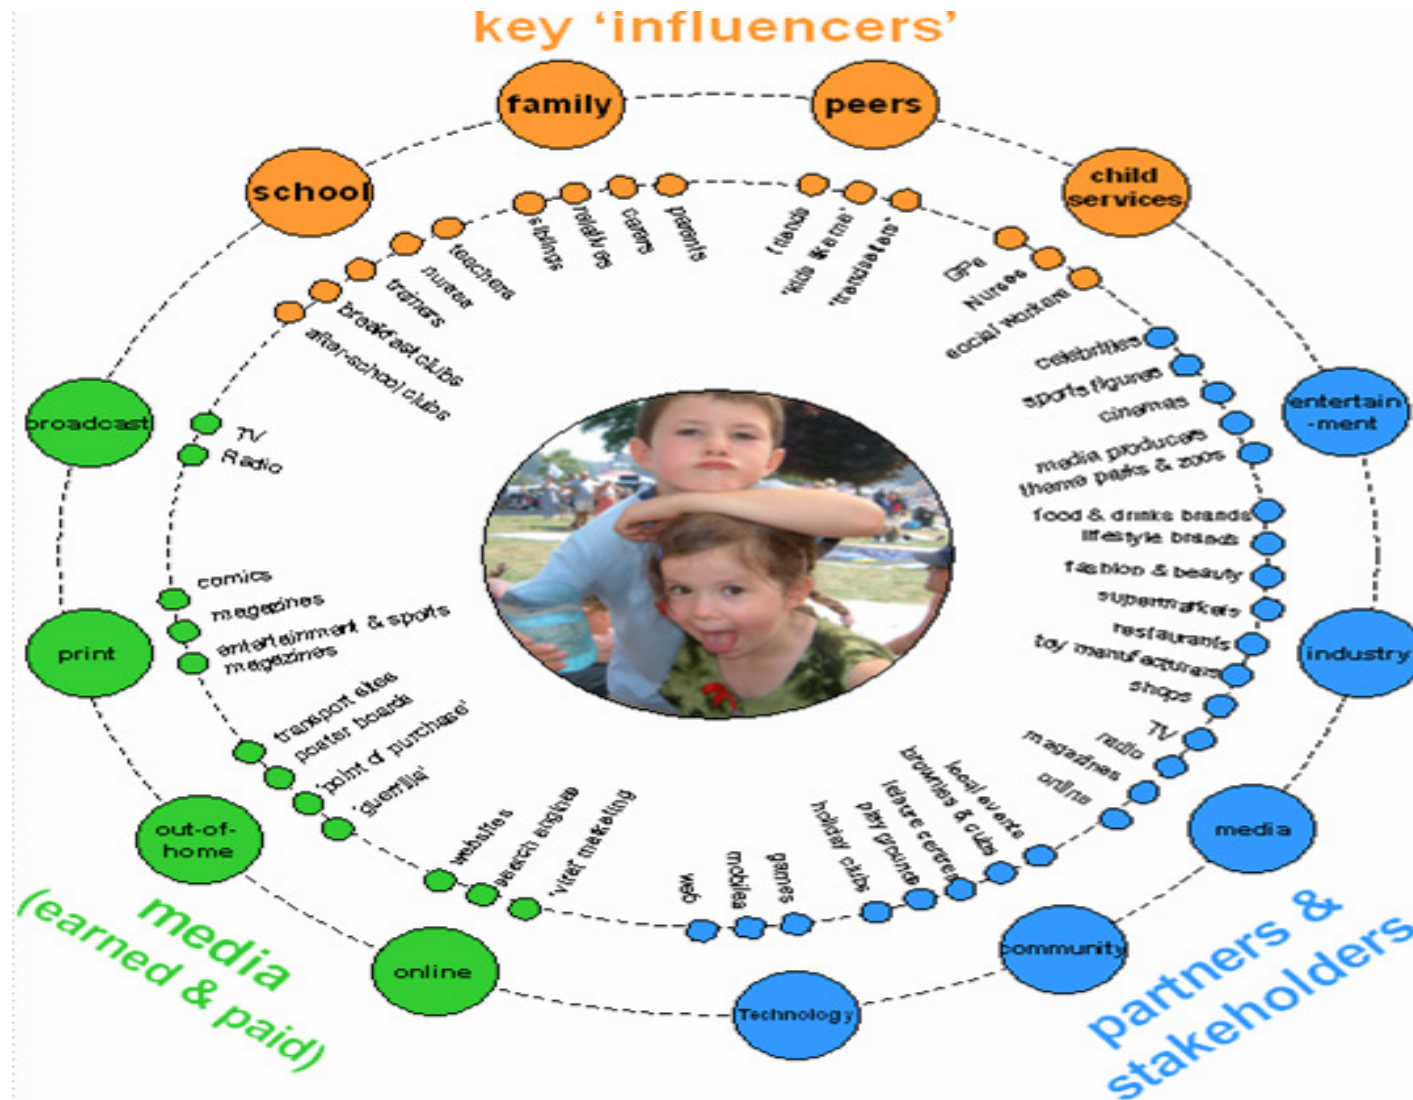 key ‘influencers’
family
peers
school
child
services
siblings
relatives
carers
parents
friends
'kids like me'
'trendsetters'
GPs
Nurses
social workers
teachers
nurses
trainers
breakfast clubs
after-school clubs
celebrities
sports figures
cinemas
media producers
theme parks & zoos
entertain
-ment
broadcast
TV
Radio
food & drinks brands
lifestyle brands
fashion & beauty
supermarkets
restaurants
toy manufacturers
shops
industry
print
comics
magazines
entertainment & sports
magazines
transport sites
poster boards
'point of purchase'
'guerrilla'
out-of-
home
TV
radio
magazines
online
media
websites
search engines
'viral' marketing
online
web
mobiles
games
Technology
holiday clubs
play grounds
leisure centres
brownies & cubs
local events
community
media
(earned & paid)
partners &
stakeholders